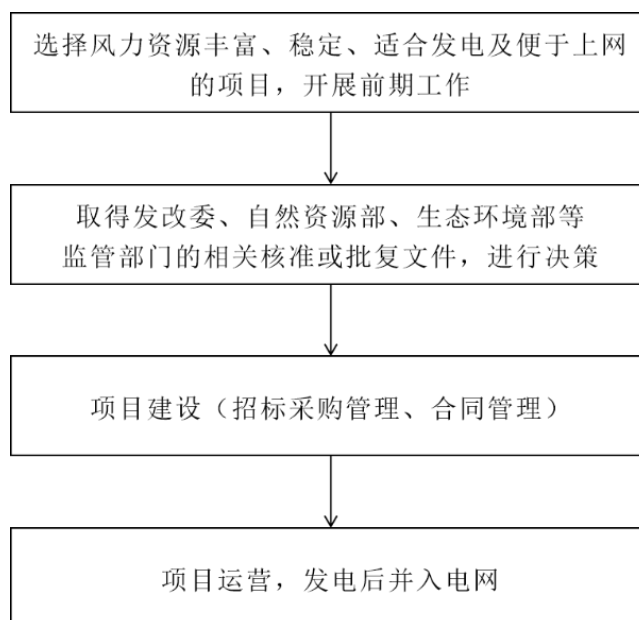 选择风力资源丰富、稳定、适合发电及便于上网
的项目，开展前期工作
取得发改委、自然资源部、生态环境部等
监管部门的相关核准或批复文件，进行决策
项目建设（招标采购管理、合同管理）
项目运营，发电后并入电网